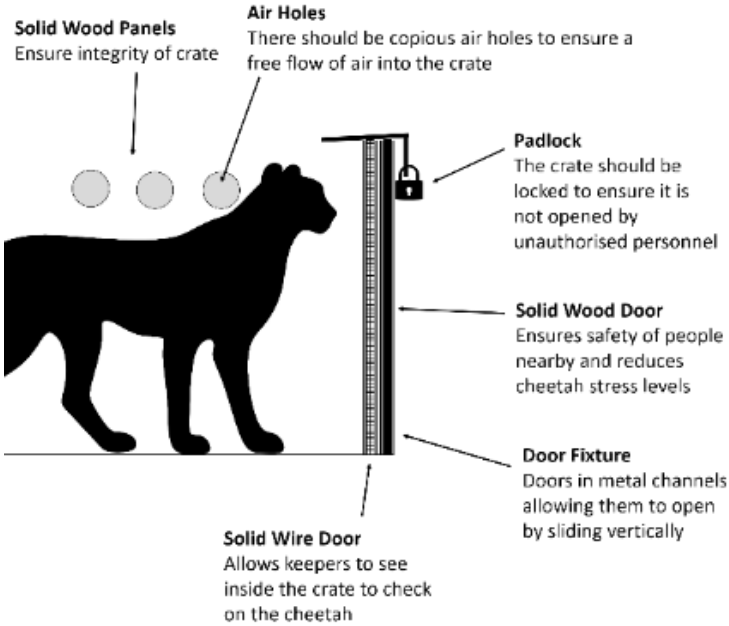 Solid Wood Panels
Ensure integrity of crate
Air Holes
There should be copious air holes to ensure a
free flow of air into the crate
Padlock
The crate should be
locked to ensure it is
not opened by
unauthorised personnel
Solid Wood Door
Ensures safety of people
nearby and reduces
cheetah stress levels
Door Fixture
Doors in metal channels
allowing them to open
by sliding vertically
Solid Wire Door
Allows keepers to see
inside the crate to check
on the cheetah